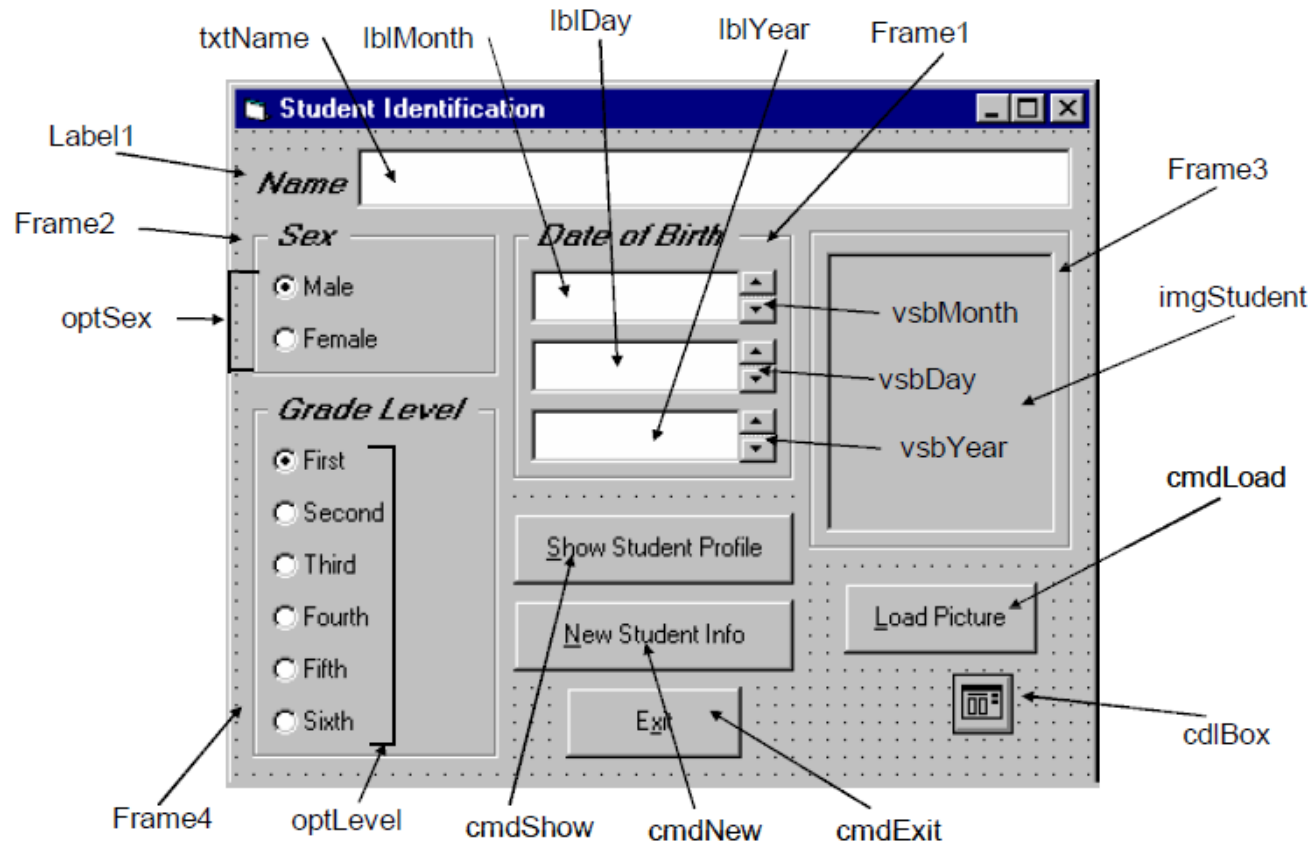 txtName
lblMonth
lblDay
lblYear
Frame1
Student Identification
Label1
Name
Frame3
Frame2
Sex
Date of Birth
Male
imgStudent
optSex
vsbMonth
Female
vsbDay
Grade Level
First
vsbYear
cmdLoad
Second
Show Student Profile
Third
Fourth
Load Picture
New Student Info
Fifth
Sixth
Exit
cdlBox
Frame4
optLevel
cmdShow
cmdNew
cmdExit